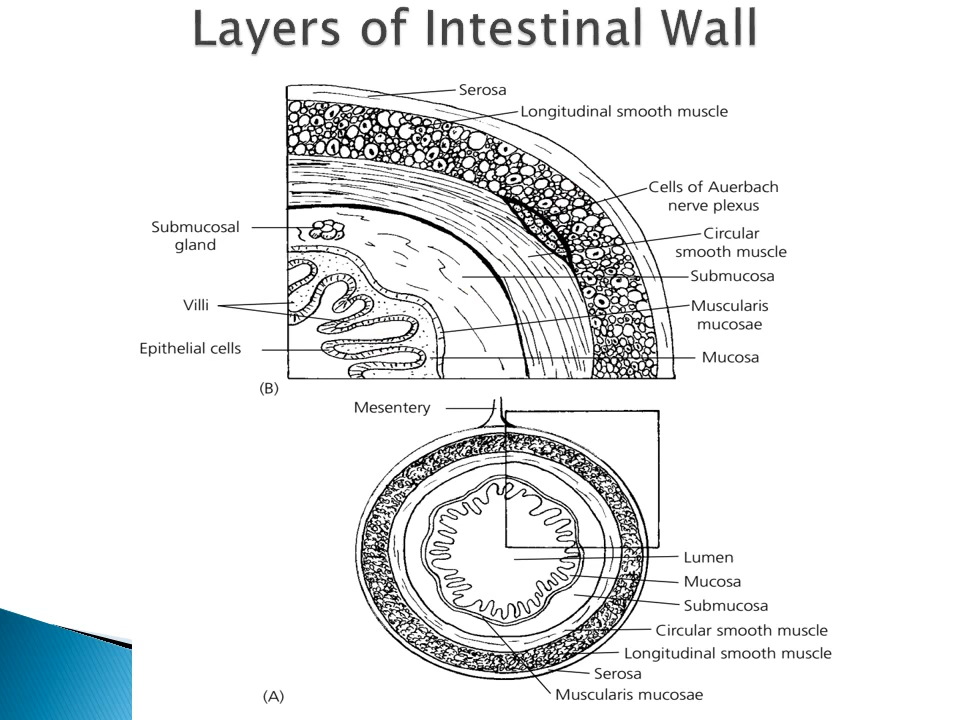 Layers of Intestinal Wall
Serosa
Longitudinal smooth muscle
Cells of Auerbach
nerve plexus
Submucosal
gland
Circular
smooth muscle
Submucosa
Villi
Muscularis
mucosae
Epithelial cells
Mucosa
(B)
Mesentery
Lumen
Mucosa
Submucosa
Circular smooth muscle
Longitudinal smooth muscle
Serosa
(A)
Muscularis mucosae